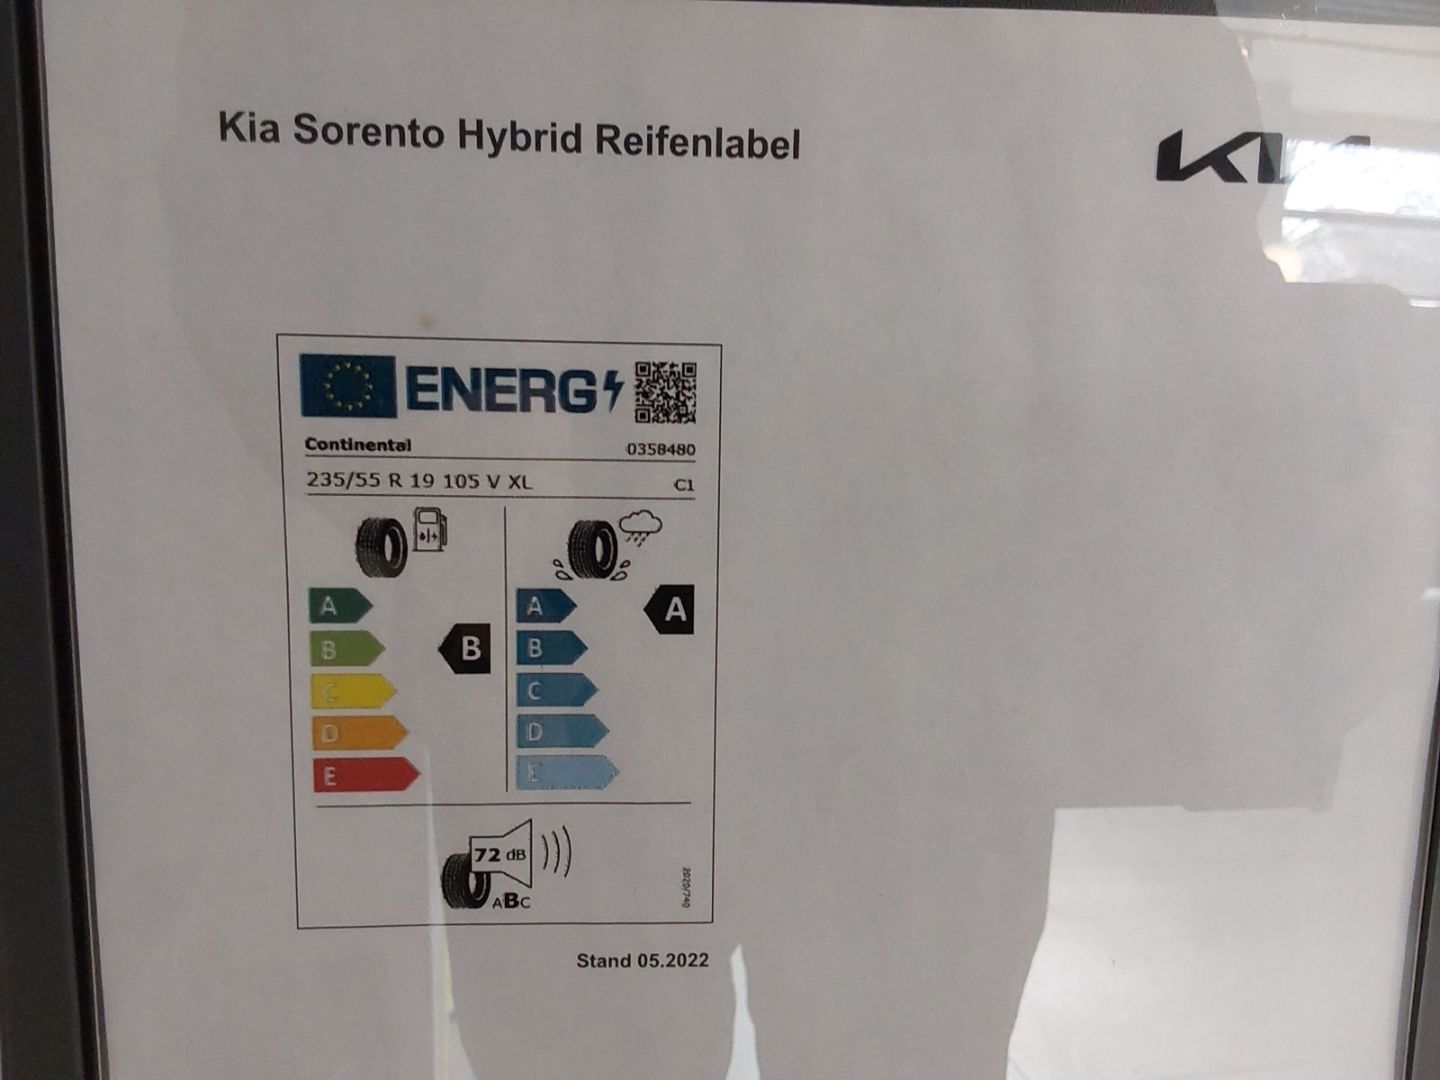 Kia Sorento Hybrid Reifenlabel
KIA
ENERG
Continental 0358480
235/55 R 19 105 V XL C1
A A A
B B B
C C
D D
E E
72 dB
ABC
2020/740
Stand 05.2022